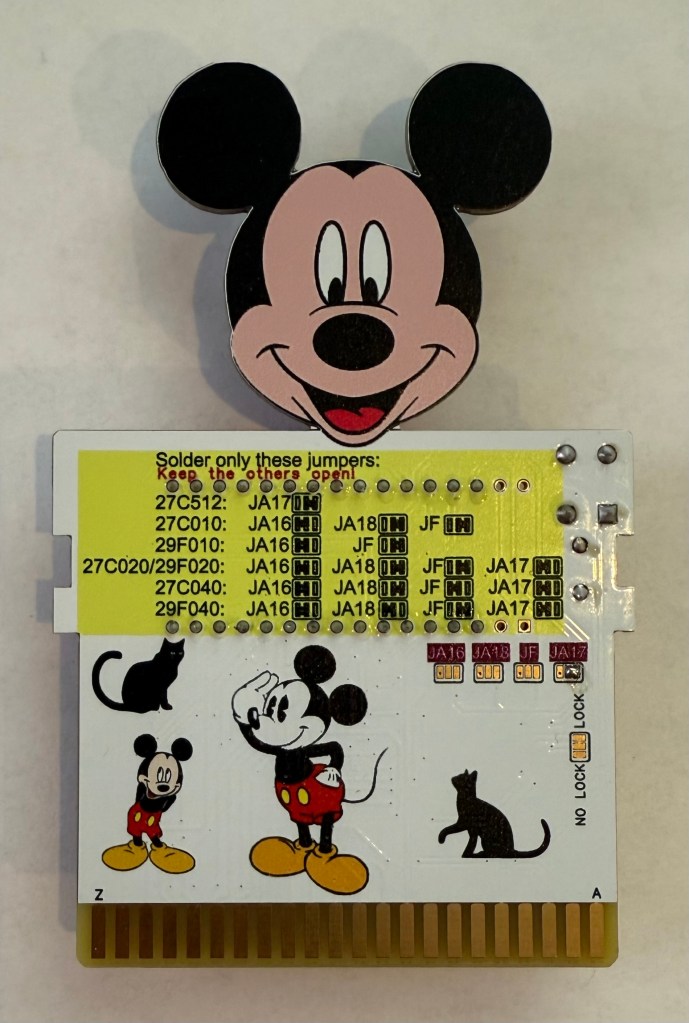 Solder only these jumpers:
Keep the others open!
27C512: JA17
27C010: JA16 JA18 JF
29F010: JA16 JF
27C020/29F020: JA16 JA18 JF JA17
27C040: JA16 JA18 JF JA17
29F040: JA16 JA18 JF JA17
JA16 JA18 JF JA17
NO LOCK LOCK
Z A